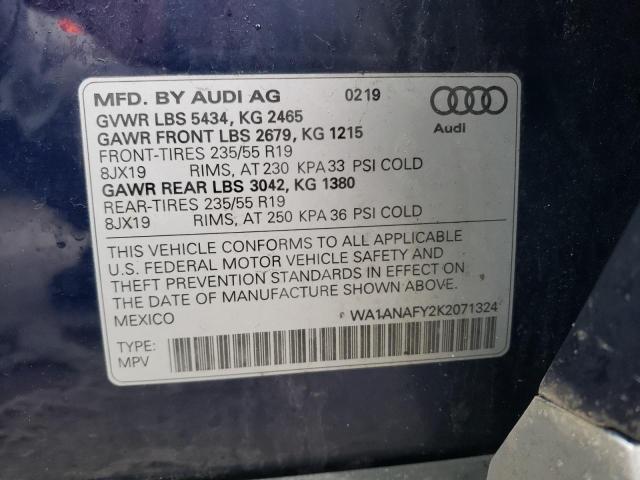 MFD. BY AUDI AG 0219
GVWR LBS 5434, KG 2465
GAWR FRONT LBS 2679, KG 1215
FRONT-TIRES 235/55 R19
8JX19 RIMS, AT 230 KPA 33 PSI COLD
GAWR REAR LBS 3042, KG 1380
REAR-TIRES 235/55 R19
8JX19 RIMS, AT 250 KPA 36 PSI COLD
Audi
THIS VEHICLE CONFORMS TO ALL APPLICABLE
U.S. FEDERAL MOTOR VEHICLE SAFETY AND
THEFT PREVENTION STANDARDS IN EFFECT ON
THE DATE OF MANUFACTURE SHOWN ABOVE.
MEXICO WA1ANAFY2K2071324
TYPE:
MPV